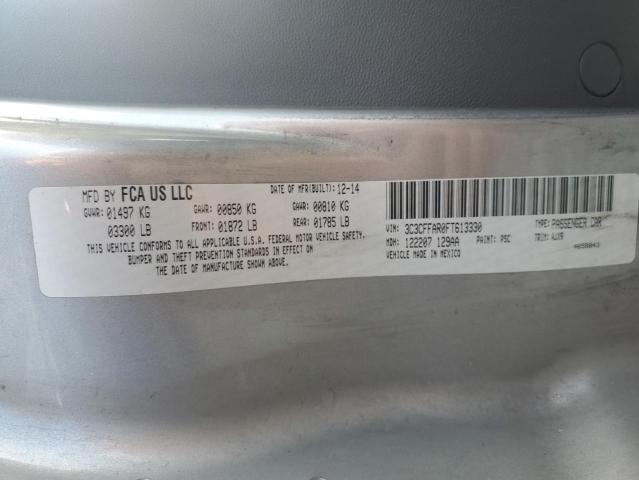 MFD BY FCA US LLC DATE OF MFR(BUILT): 12-14
GVWR: 01497 KG GAWR: 00850 KG GAWR: 00810 KG
03300 LB FRONT: 01872 LB REAR: 01785 LB
THIS VEHICLE CONFORMS TO ALL APPLICABLE U.S.A. FEDERAL MOTOR VEHICLE SAFETY,
BUMPER AND THEFT PREVENTION STANDARDS IN EFFECT ON
THE DATE OF MANUFACTURE SHOWN ABOVE.
VIN: 3C3CFFAR0FT613330 TYPE: PASSENGER CAR
MDH: 122207 129AA PAINT: PSC TRIM:
VEHICLE MADE IN MEXICO